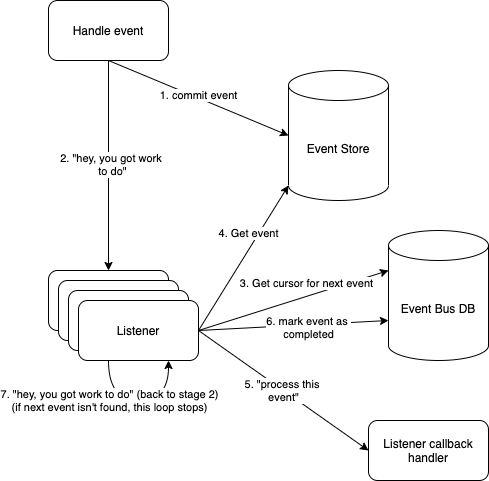 Handle event
1. commit event
Event Store
2. "hey, you got work
to do"
4. Get event
3. Get cursor for next event
Event Bus DB
6. mark event as
completed
Listener
5. "process this
event"
7. "hey, you got work to do" (back to stage 2)
(if next event isn't found, this loop stops)
Listener callback
handler